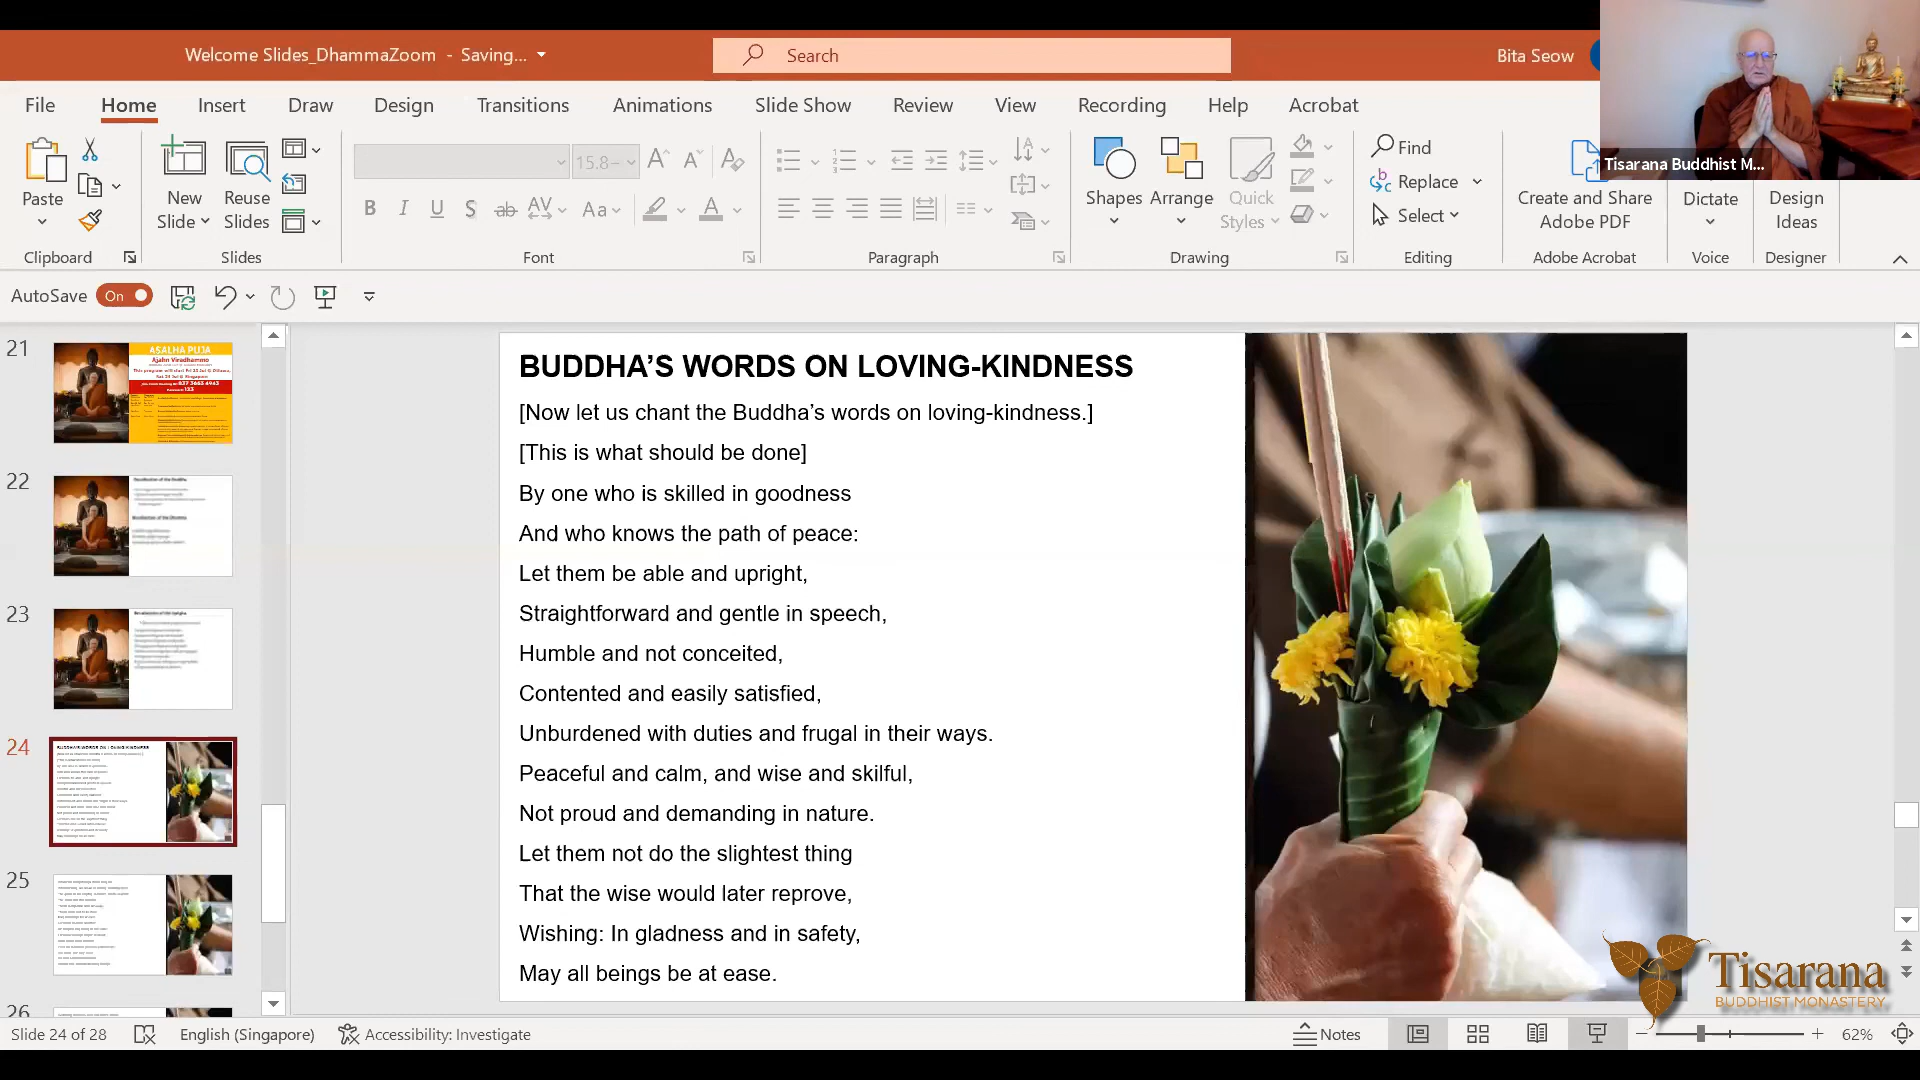 Welcome Slides_DhammaZoom - Saving...
Search
Bita Seow
File Home Insert Draw Design Transitions Animations Slide Show Review View Recording Help Acrobat
Paste
New Slide
Reuse Slides
15.8
Shapes
Arrange
Quick Styles
Find
Replace
Select
Create and Share Adobe PDF
Dictate
Design Ideas
Clipboard Slides Font Paragraph Drawing Editing Adobe Acrobat Voice Designer
Tisarana Buddhist M...
AutoSave On
21
ASALHA PUJA
Ajahn Viradhammo
22
23
24
25
26
BUDDHA'S WORDS ON LOVING-KINDNESS
[Now let us chant the Buddha's words on loving-kindness.]
[This is what should be done]
By one who is skilled in goodness
And who knows the path of peace:
Let them be able and upright,
Straightforward and gentle in speech,
Humble and not conceited,
Contented and easily satisfied,
Unburdened with duties and frugal in their ways.
Peaceful and calm, and wise and skilful,
Not proud and demanding in nature.
Let them not do the slightest thing
That the wise would later reprove,
Wishing: In gladness and in safety,
May all beings be at ease.
Tisarana
BUDDHIST MONASTERY
Slide 24 of 28 English (Singapore) Accessibility: Investigate Notes 62%